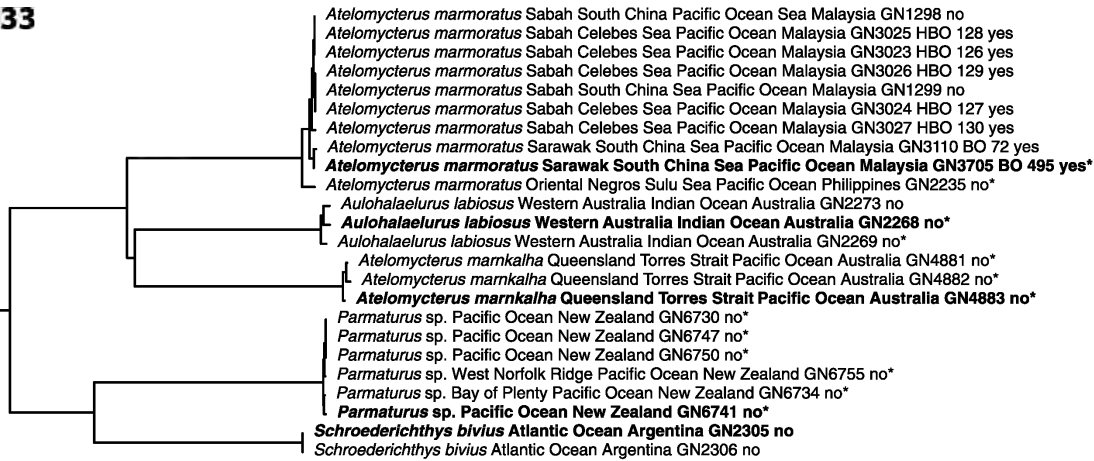 33
Atelomycterus marmoratus Sabah South China Pacific Ocean Sea Malaysia GN1298 no
Atelomycterus marmoratus Sabah Celebes Sea Pacific Ocean Malaysia GN3025 HBO 128 yes
Atelomycterus marmoratus Sabah Celebes Sea Pacific Ocean Malaysia GN3023 HBO 126 yes
Atelomycterus marmoratus Sabah Celebes Sea Pacific Ocean Malaysia GN3026 HBO 129 yes
Atelomycterus marmoratus Sabah South China Sea Pacific Ocean Malaysia GN1299 no
Atelomycterus marmoratus Sabah Celebes Sea Pacific Ocean Malaysia GN3024 HBO 127 yes
Atelomycterus marmoratus Sabah Celebes Sea Pacific Ocean Malaysia GN3027 HBO 130 yes
Atelomycterus marmoratus Sarawak South China Sea Pacific Ocean Malaysia GN3110 BO 72 yes
Atelomycterus marmoratus Sarawak South China Sea Pacific Ocean Malaysia GN3705 BO 495 yes*
Atelomycterus marmoratus Oriental Negros Sulu Sea Pacific Ocean Philippines GN2235 no*
Aulohalaelurus labiosus Western Australia Indian Ocean Australia GN2273 no
Aulohalaelurus labiosus Western Australia Indian Ocean Australia GN2268 no*
Aulohalaelurus labiosus Western Australia Indian Ocean Australia GN2269 no*
Atelomycterus marnkalha Queensland Torres Strait Pacific Ocean Australia GN4881 no*
Atelomycterus marnkalha Queensland Torres Strait Pacific Ocean Australia GN4882 no*
Atelomycterus marnkalha Queensland Torres Strait Pacific Ocean Australia GN4883 no*
Parmaturus sp. Pacific Ocean New Zealand GN6730 no*
Parmaturus sp. Pacific Ocean New Zealand GN6747 no*
Parmaturus sp. Pacific Ocean New Zealand GN6750 no*
Parmaturus sp. West Norfolk Ridge Pacific Ocean New Zealand GN6755 no*
Parmaturus sp. Bay of Plenty Pacific Ocean New Zealand GN6734 no*
Parmaturus sp. Pacific Ocean New Zealand GN6741 no*
Schroederichthys bivius Atlantic Ocean Argentina GN2305 no
Schroederichthys bivius Atlantic Ocean Argentina GN2306 no